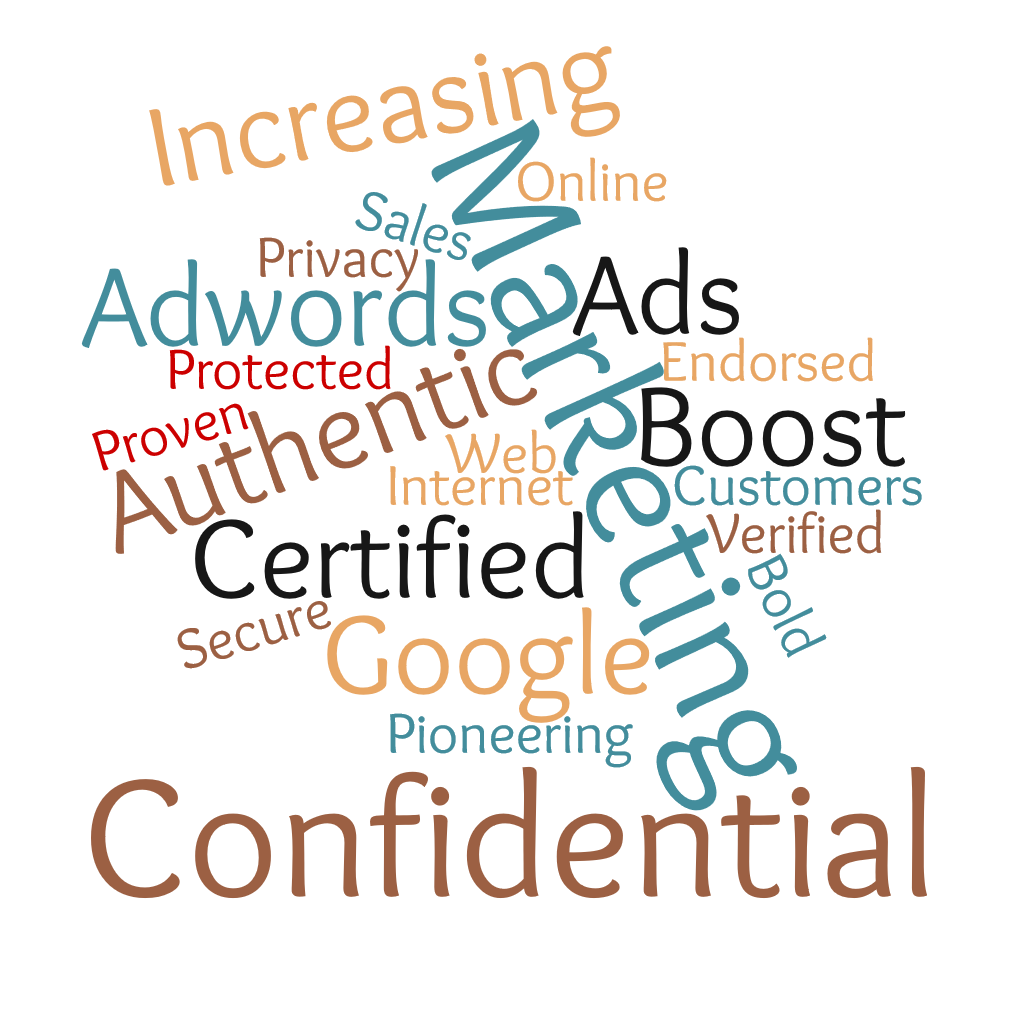 Increasing
Marketing
Online
Sales
Privacy
Adwords
Ads
Protected
Endorsed
Proven
Authentic
Boost
Web
Internet
Customers
Certified
Verified
Bold
Secure
Google
Pioneering
Confidential